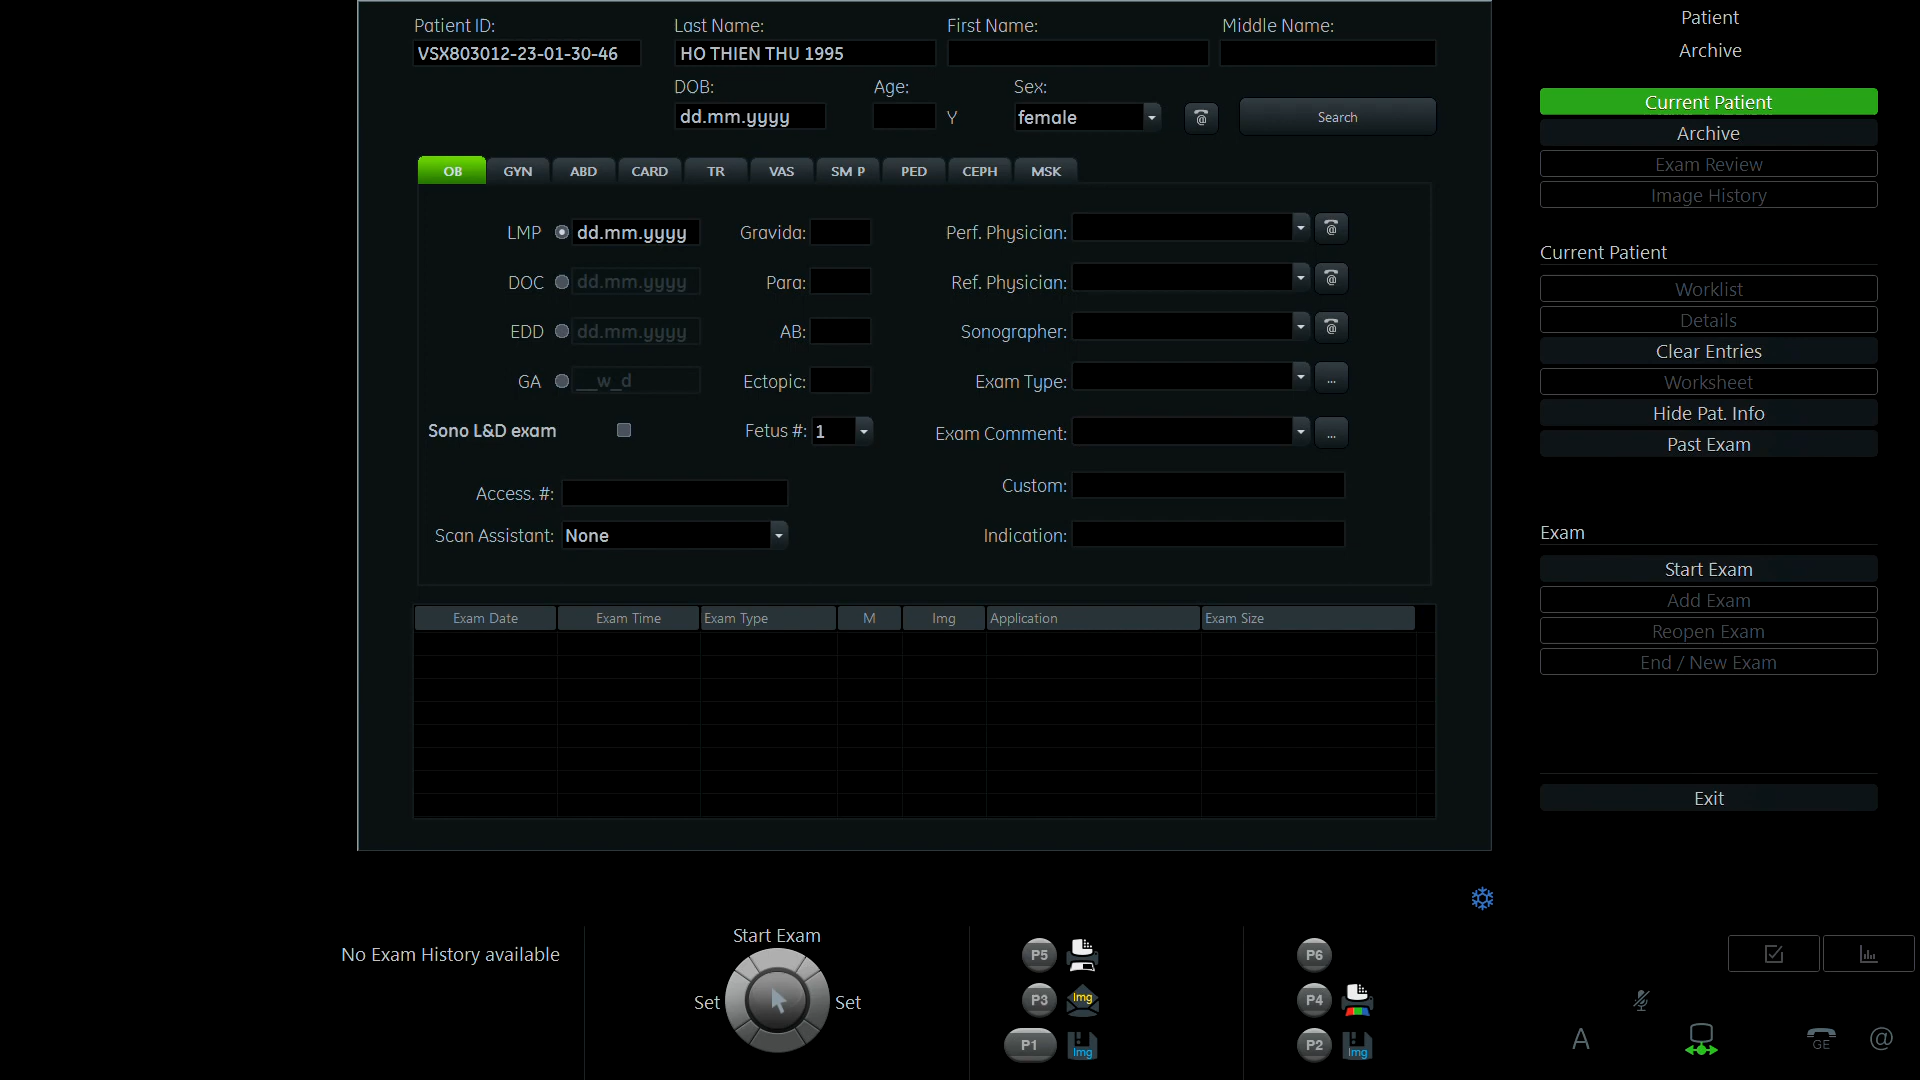 Patient ID: Last Name: First Name: Middle Name:
VSX803012-23-01-30-46 HO THIEN THU 1995
DOB: Age: Sex:
dd.mm.yyyy Y female @ Search
OB GYN ABD CARD TR VAS SM P PED CEPH MSK
LMP dd.mm.yyyy Gravida: Perf. Physician: @
DOC dd.mm.yyyy Para: Ref. Physician: @
EDD dd.mm.yyyy AB: Sonographer: @
GA __w_d Ectopic: Exam Type: ...
Sono L&D exam Fetus #: 1 Exam Comment: ...
Access. #: Custom:
Scan Assistant: None Indication:
Exam Date Exam Time Exam Type M Img Application Exam Size
Patient
Archive
Current Patient
Archive
Exam Review
Image History
Current Patient
Worklist
Details
Clear Entries
Worksheet
Hide Pat. Info
Past Exam
Exam
Start Exam
Add Exam
Reopen Exam
End / New Exam
Exit
No Exam History available
Start Exam
Set Set
P5
P3 Img
P1 Img
P6
P4
P2 Img
A GE @